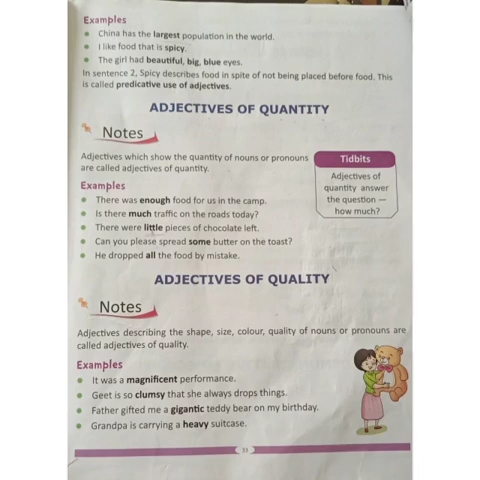 Examples
China has the largest population in the world.
I like food that is spicy.
The girl had beautiful, big, blue eyes.
In sentence 2, Spicy describes food in spite of not being placed before food. This
is called predicative use of adjectives.
ADJECTIVES OF QUANTITY
Notes
Adjectives which show the quantity of nouns or pronouns
are called adjectives of quantity.
Tidbits
Adjectives of
quantity answer
the question —
how much?
Examples
There was enough food for us in the camp.
Is there much traffic on the roads today?
There were little pieces of chocolate left.
Can you please spread some butter on the toast?
He dropped all the food by mistake.
ADJECTIVES OF QUALITY
Notes
Adjectives describing the shape, size, colour, quality of nouns or pronouns are
called adjectives of quality.
Examples
It was a magnificent performance.
Geet is so clumsy that she always drops things.
Father gifted me a gigantic teddy bear on my birthday.
Grandpa is carrying a heavy suitcase.
33